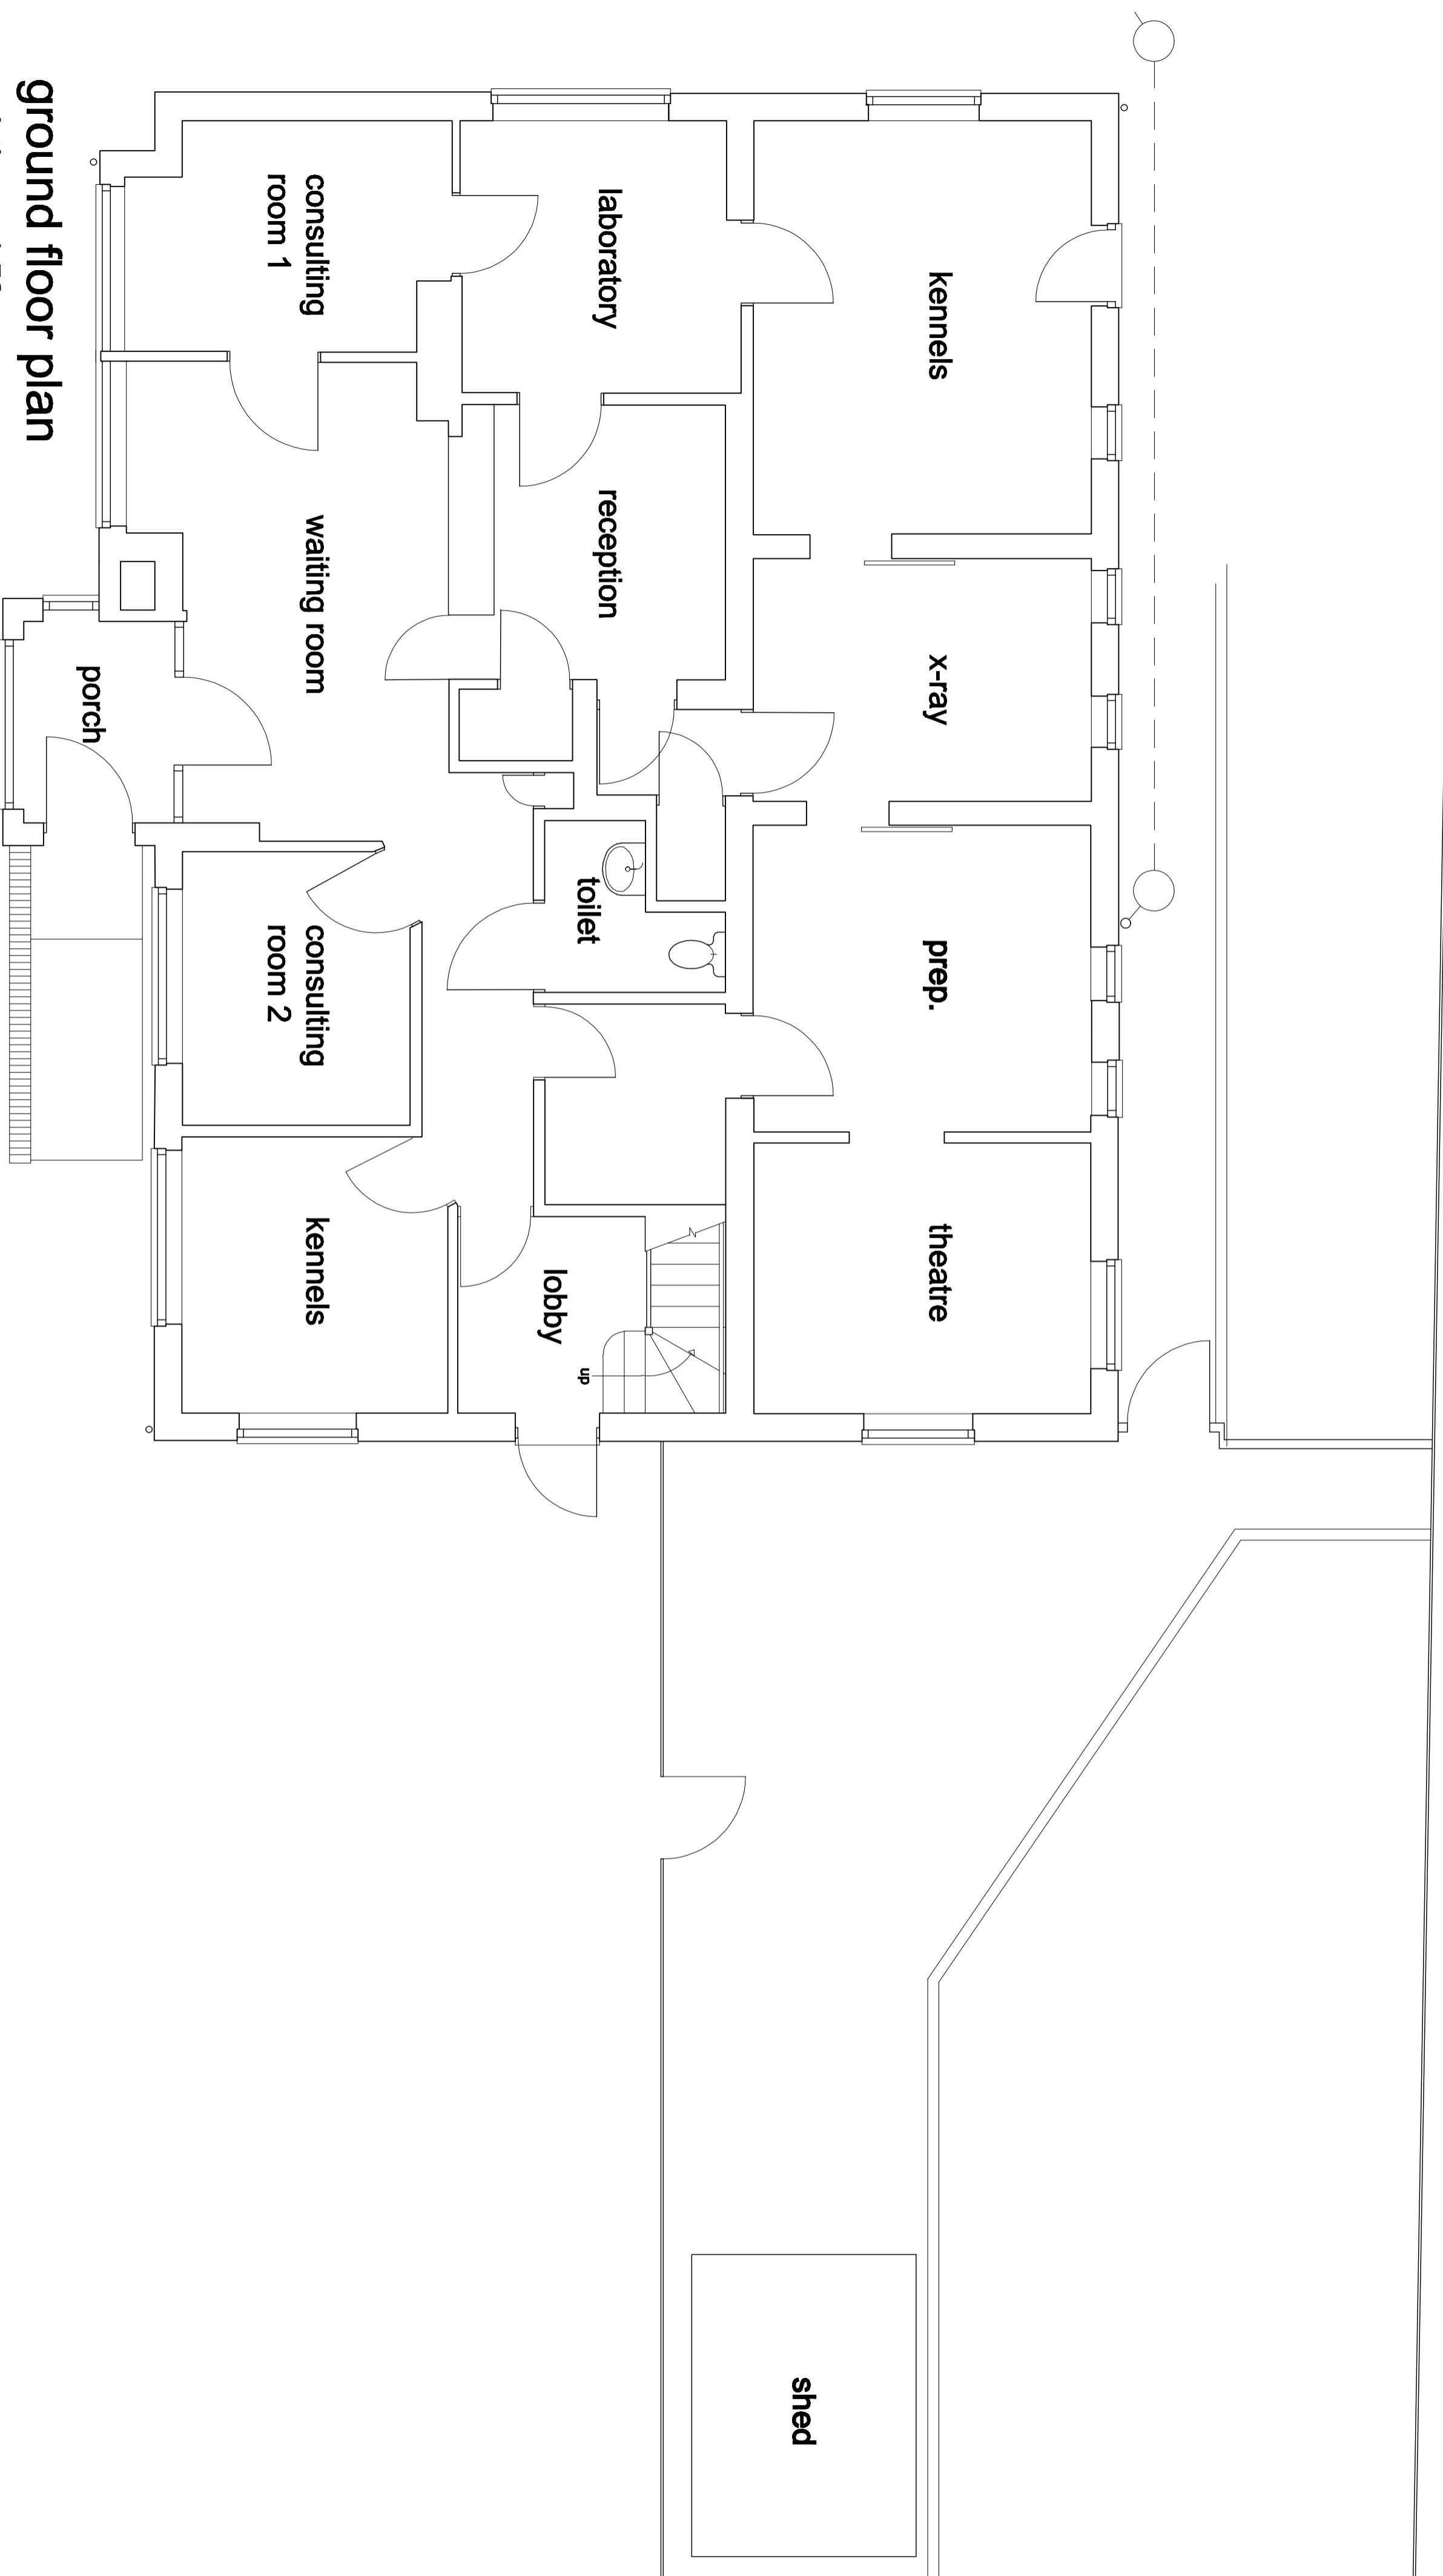 kennels
x-ray
prep.
theatre
shed
laboratory
reception
toilet
lobby
up
consulting
room 1
waiting room
consulting
room 2
kennels
porch
ground floor plan